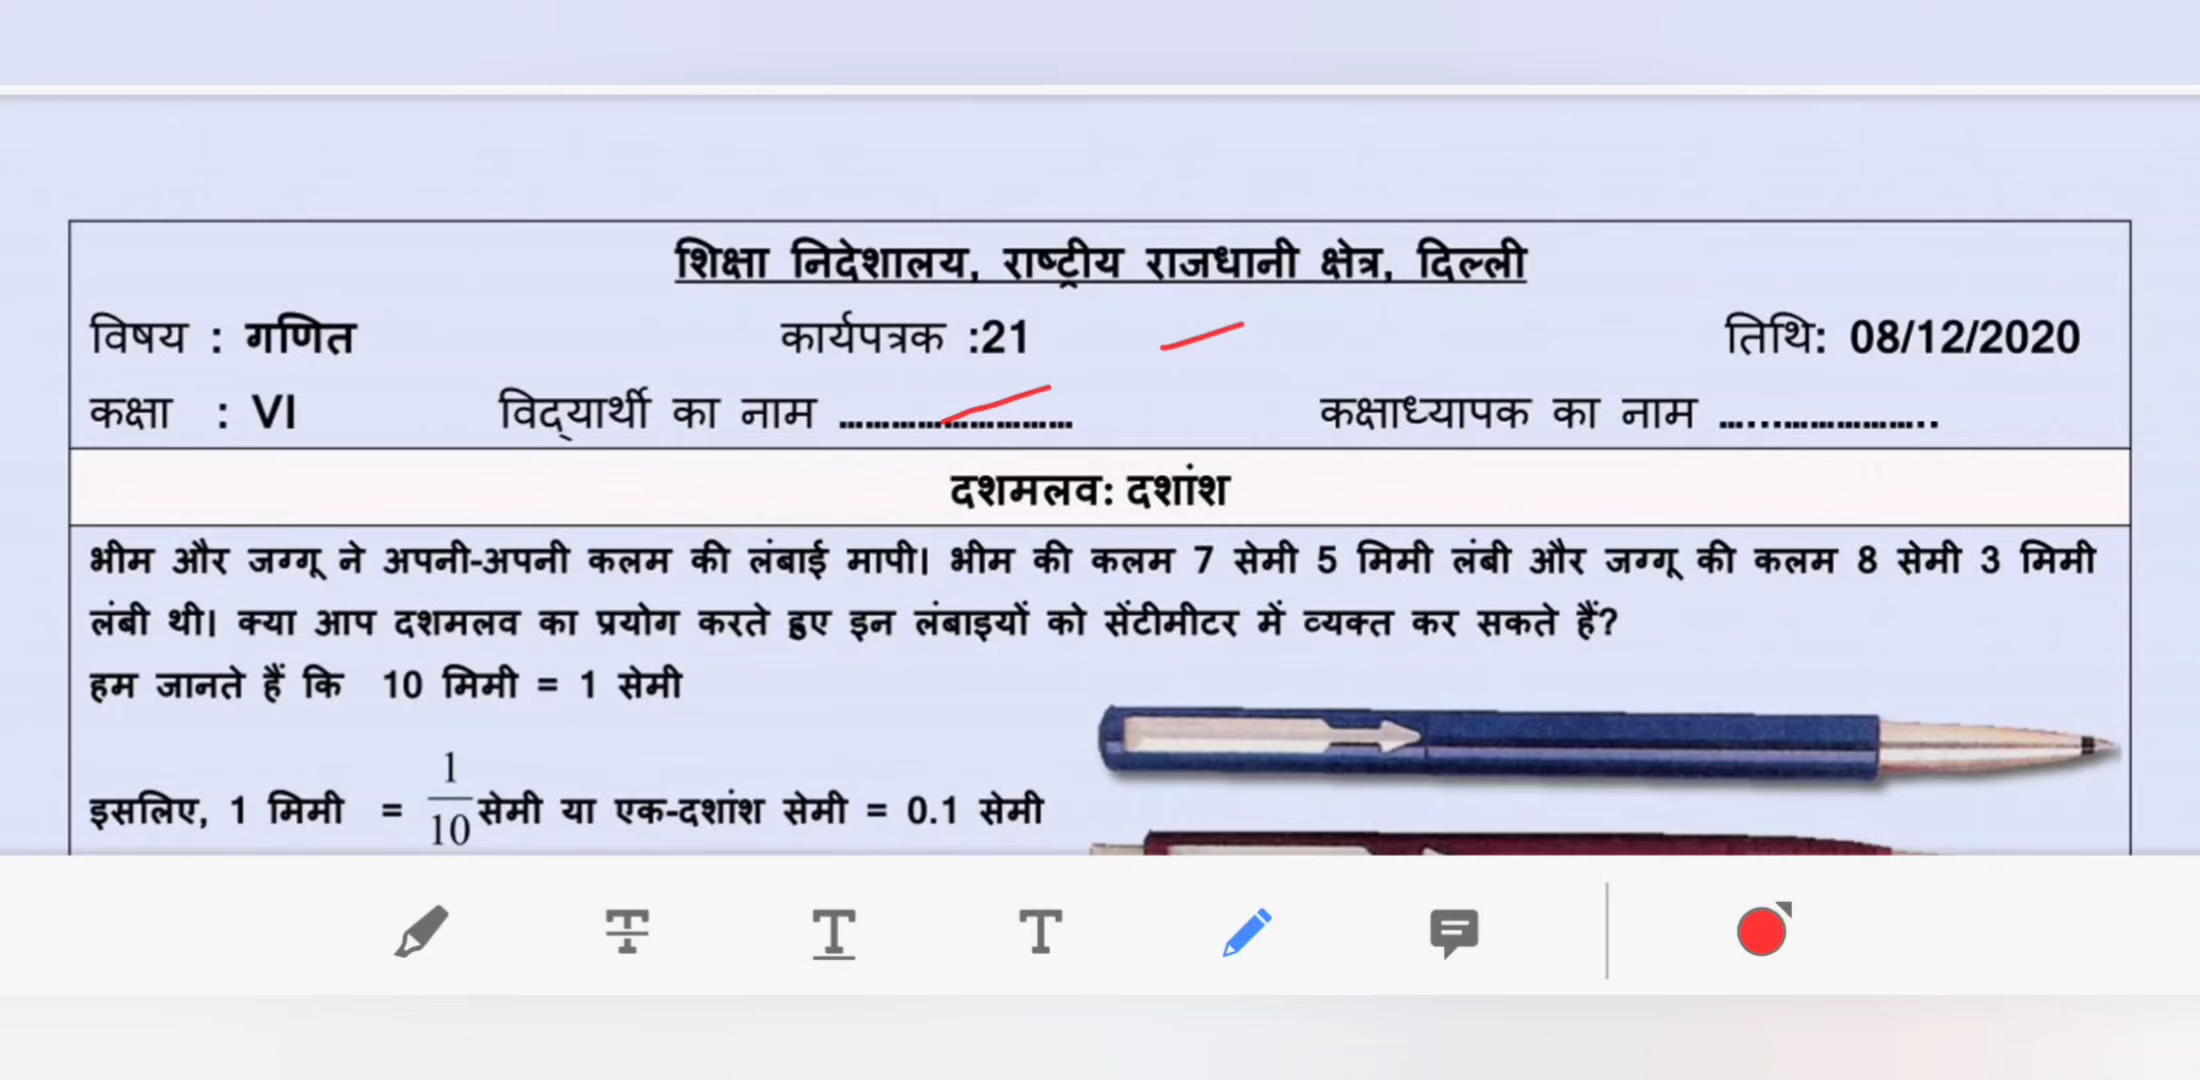 शिक्षा निदेशालय, राष्ट्रीय राजधानी क्षेत्र, दिल्ली
विषय : गणित कार्यपत्रक :21 तिथि: 08/12/2020
कक्षा : VI विद्यार्थी का नाम ........................... कक्षाध्यापक का नाम .........................
दशमलव: दशांश
भीम और जग्गू ने अपनी-अपनी कलम की लंबाई मापी। भीम की कलम 7 सेमी 5 मिमी लंबी और जग्गू की कलम 8 सेमी 3 मिमी
लंबी थी। क्या आप दशमलव का प्रयोग करते हुए इन लंबाइयों को सेंटीमीटर में व्यक्त कर सकते हैं?
हम जानते हैं कि 10 मिमी = 1 सेमी
इसलिए, 1 मिमी = 1/10 सेमी या एक-दशांश सेमी = 0.1 सेमी